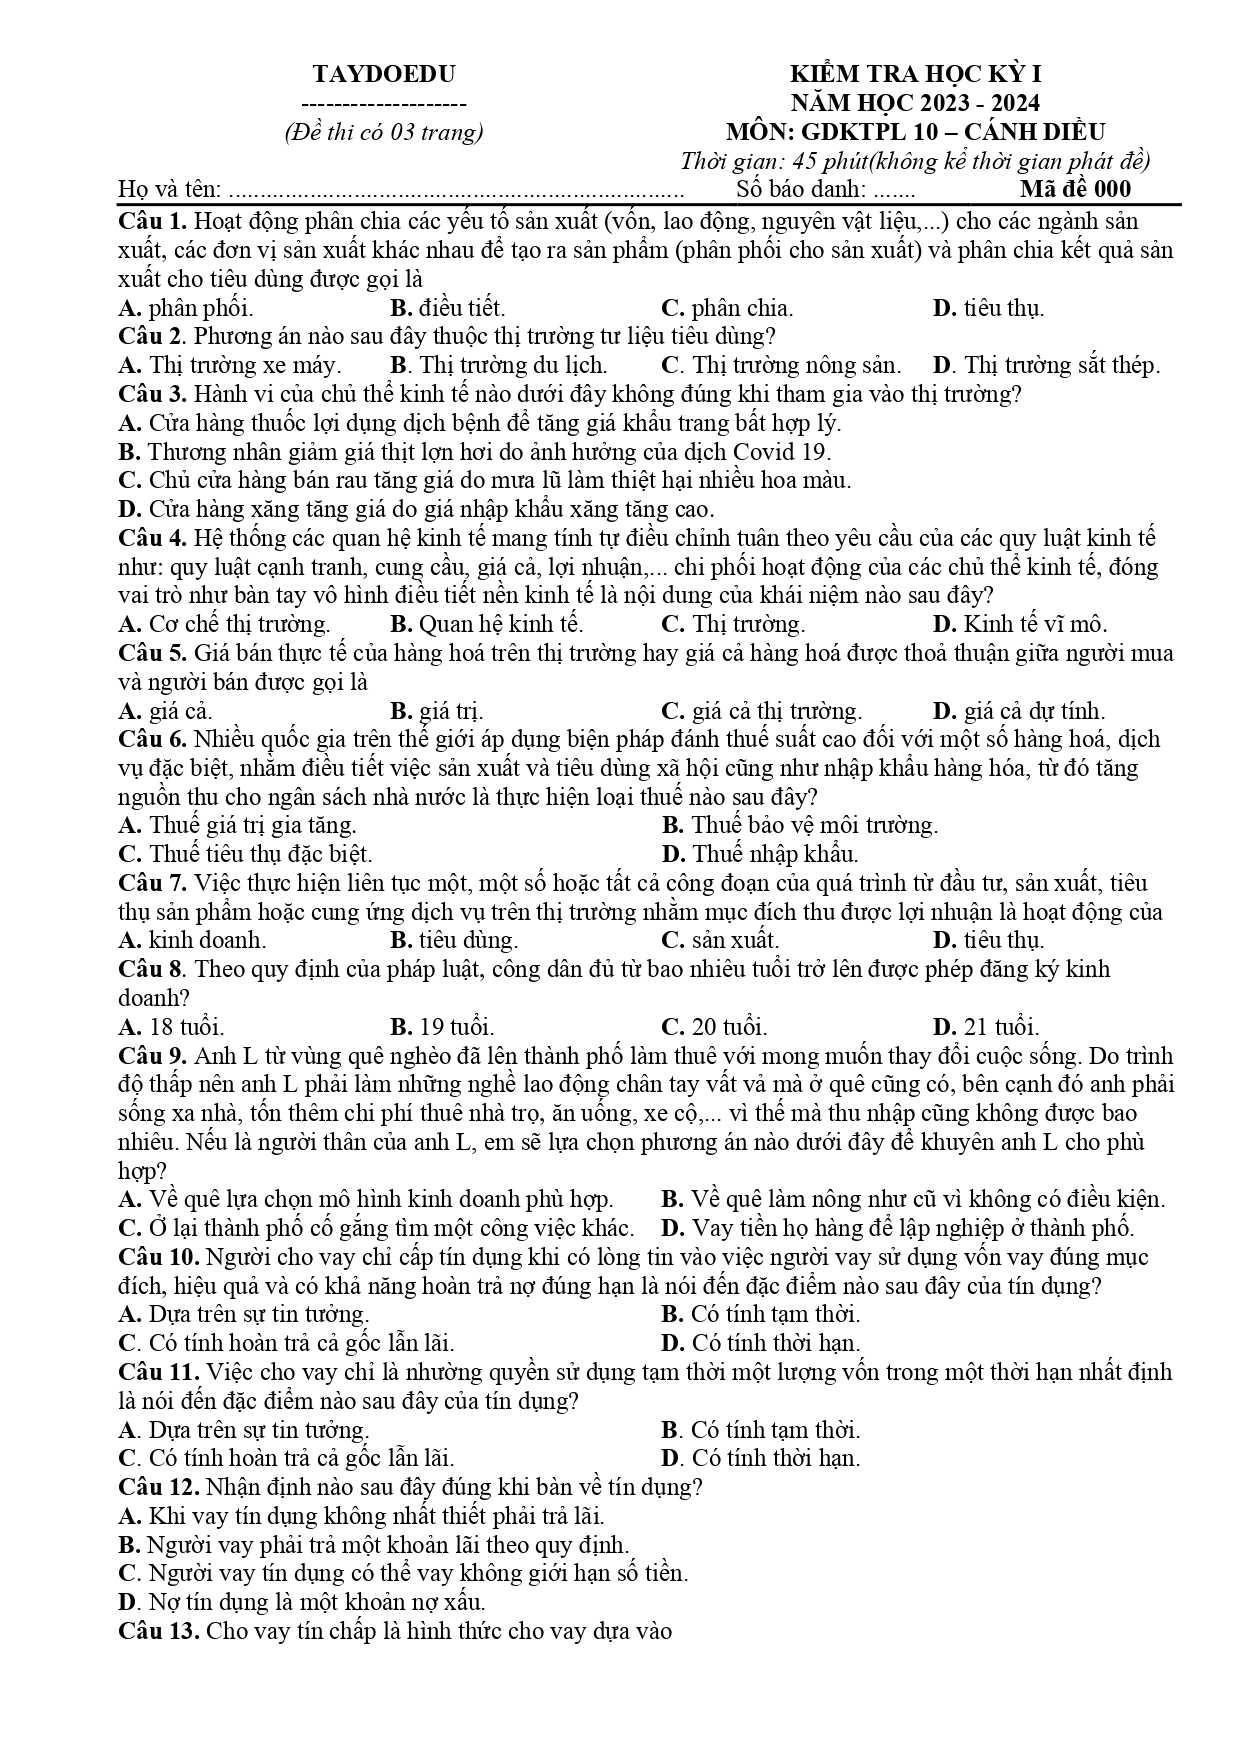 TAYDOEDU
--------------------
(Đề thi có 03 trang)
KIỂM TRA HỌC KỲ I
NĂM HỌC 2023 - 2024
MÔN: GDKTPL 10 – CÁNH DIỀU
Thời gian: 45 phút(không kể thời gian phát đề)
Họ và tên: ......................................................................... Số báo danh: ....... Mã đề 000
Câu 1. Hoạt động phân chia các yếu tố sản xuất (vốn, lao động, nguyên vật liệu,...) cho các ngành sản
xuất, các đơn vị sản xuất khác nhau để tạo ra sản phẩm (phân phối cho sản xuất) và phân chia kết quả sản
xuất cho tiêu dùng được gọi là
A. phân phối. B. điều tiết. C. phân chia. D. tiêu thụ.
Câu 2. Phương án nào sau đây thuộc thị trường tư liệu tiêu dùng?
A. Thị trường xe máy. B. Thị trường du lịch. C. Thị trường nông sản. D. Thị trường sắt thép.
Câu 3. Hành vi của chủ thể kinh tế nào dưới đây không đúng khi tham gia vào thị trường?
A. Cửa hàng thuốc lợi dụng dịch bệnh để tăng giá khẩu trang bất hợp lý.
B. Thương nhân giảm giá thịt lợn hơi do ảnh hưởng của dịch Covid 19.
C. Chủ cửa hàng bán rau tăng giá do mưa lũ làm thiệt hại nhiều hoa màu.
D. Cửa hàng xăng tăng giá do giá nhập khẩu xăng tăng cao.
Câu 4. Hệ thống các quan hệ kinh tế mang tính tự điều chỉnh tuân theo yêu cầu của các quy luật kinh tế
như: quy luật cạnh tranh, cung cầu, giá cả, lợi nhuận,... chi phối hoạt động của các chủ thể kinh tế, đóng
vai trò như bàn tay vô hình điều tiết nền kinh tế là nội dung của khái niệm nào sau đây?
A. Cơ chế thị trường. B. Quan hệ kinh tế. C. Thị trường. D. Kinh tế vĩ mô.
Câu 5. Giá bán thực tế của hàng hoá trên thị trường hay giá cả hàng hoá được thoả thuận giữa người mua
và người bán được gọi là
A. giá cả. B. giá trị. C. giá cả thị trường. D. giá cả dự tính.
Câu 6. Nhiều quốc gia trên thế giới áp dụng biện pháp đánh thuế suất cao đối với một số hàng hoá, dịch
vụ đặc biệt, nhằm điều tiết việc sản xuất và tiêu dùng xã hội cũng như nhập khẩu hàng hóa, từ đó tăng
nguồn thu cho ngân sách nhà nước là thực hiện loại thuế nào sau đây?
A. Thuế giá trị gia tăng. B. Thuế bảo vệ môi trường.
C. Thuế tiêu thụ đặc biệt. D. Thuế nhập khẩu.
Câu 7. Việc thực hiện liên tục một, một số hoặc tất cả công đoạn của quá trình từ đầu tư, sản xuất, tiêu
thụ sản phẩm hoặc cung ứng dịch vụ trên thị trường nhằm mục đích thu được lợi nhuận là hoạt động của
A. kinh doanh. B. tiêu dùng. C. sản xuất. D. tiêu thụ.
Câu 8. Theo quy định của pháp luật, công dân đủ từ bao nhiêu tuổi trở lên được phép đăng ký kinh
doanh?
A. 18 tuổi. B. 19 tuổi. C. 20 tuổi. D. 21 tuổi.
Câu 9. Anh L từ vùng quê nghèo đã lên thành phố làm thuê với mong muốn thay đổi cuộc sống. Do trình
độ thấp nên anh L phải làm những nghề lao động chân tay vất vả mà ở quê cũng có, bên cạnh đó anh phải
sống xa nhà, tốn thêm chi phí thuê nhà trọ, ăn uống, xe cộ,... vì thế mà thu nhập cũng không được bao
nhiêu. Nếu là người thân của anh L, em sẽ lựa chọn phương án nào dưới đây để khuyên anh L cho phù
hợp?
A. Về quê lựa chọn mô hình kinh doanh phù hợp. B. Về quê làm nông như cũ vì không có điều kiện.
C. Ở lại thành phố cố gắng tìm một công việc khác. D. Vay tiền họ hàng để lập nghiệp ở thành phố.
Câu 10. Người cho vay chỉ cấp tín dụng khi có lòng tin vào việc người vay sử dụng vốn vay đúng mục
đích, hiệu quả và có khả năng hoàn trả nợ đúng hạn là nói đến đặc điểm nào sau đây của tín dụng?
A. Dựa trên sự tin tưởng. B. Có tính tạm thời.
C. Có tính hoàn trả cả gốc lẫn lãi. D. Có tính thời hạn.
Câu 11. Việc cho vay chỉ là nhường quyền sử dụng tạm thời một lượng vốn trong một thời hạn nhất định
là nói đến đặc điểm nào sau đây của tín dụng?
A. Dựa trên sự tin tưởng. B. Có tính tạm thời.
C. Có tính hoàn trả cả gốc lẫn lãi. D. Có tính thời hạn.
Câu 12. Nhận định nào sau đây đúng khi bàn về tín dụng?
A. Khi vay tín dụng không nhất thiết phải trả lãi.
B. Người vay phải trả một khoản lãi theo quy định.
C. Người vay tín dụng có thể vay không giới hạn số tiền.
D. Nợ tín dụng là một khoản nợ xấu.
Câu 13. Cho vay tín chấp là hình thức cho vay dựa vào